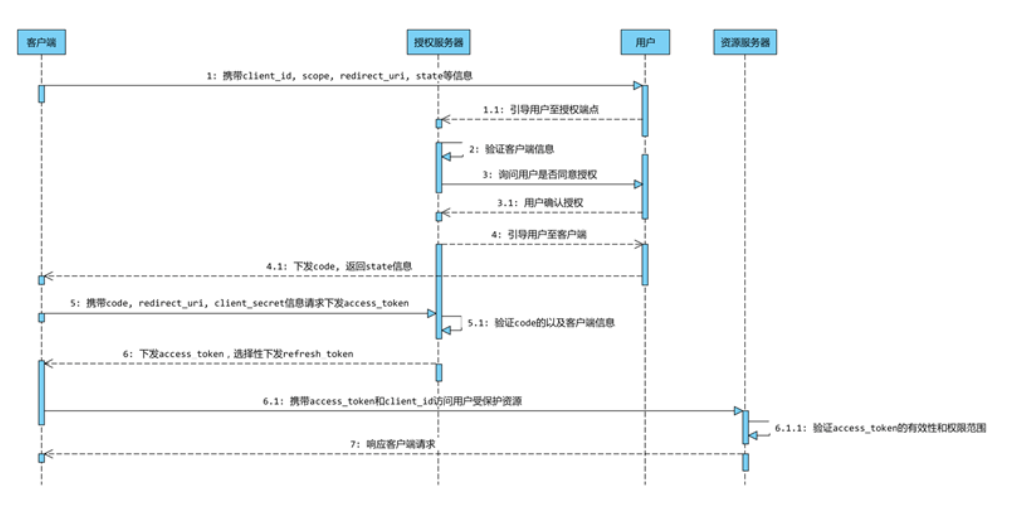 客户端
授权服务器
用户
资源服务器
1: 携带client_id, scope, redirect_uri, state等信息
1.1: 引导用户至授权端点
2: 验证客户端信息
3: 询问用户是否同意授权
3.1: 用户确认授权
4: 引导用户至客户端
4.1: 下发code, 返回state信息
5: 携带code, redirect_uri, client_secret信息请求下发access_token
5.1: 验证code的以及客户端信息
6: 下发access_token，选择性下发refresh_token
6.1: 携带access_token和client_id访问用户受保护资源
6.1.1: 验证access_token的有效性和权限范围
7: 响应客户端请求